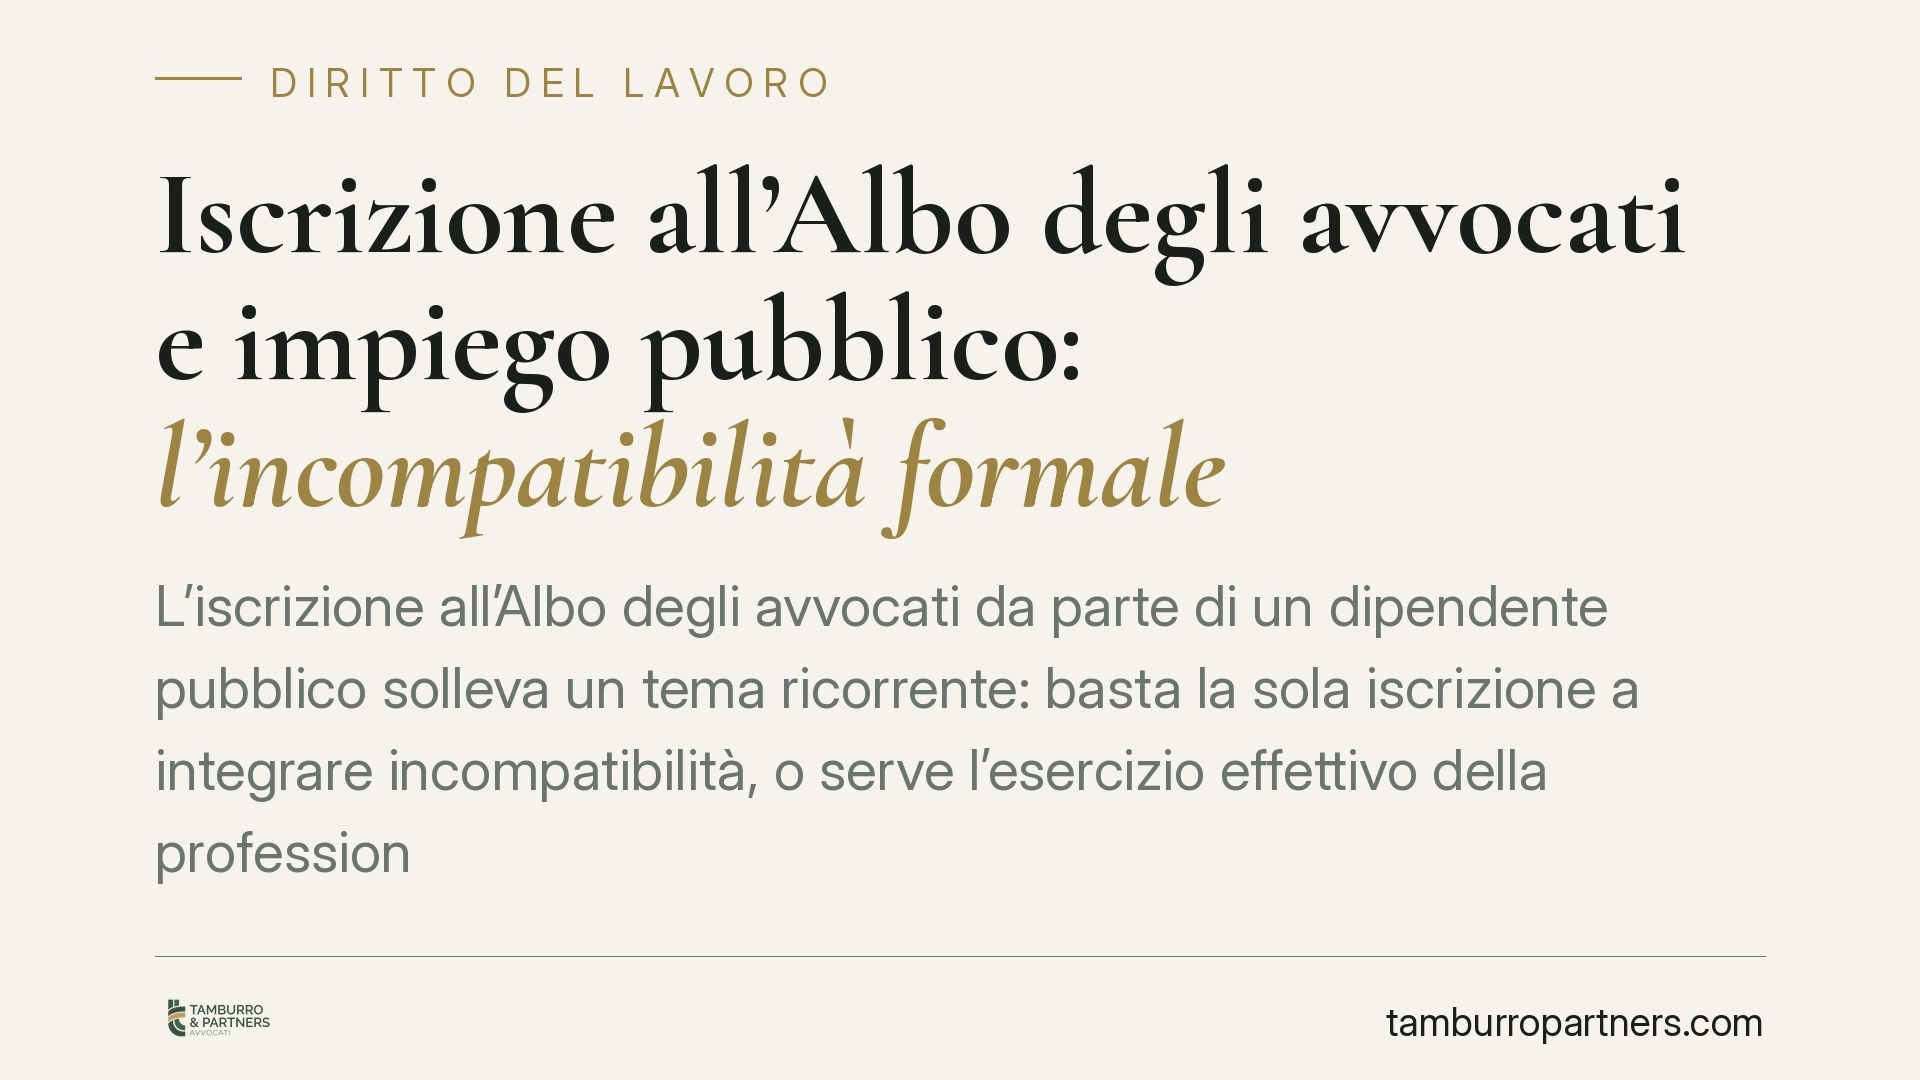 DIRITTO DEL LAVORO
Iscrizione all’Albo degli avvocati
e impiego pubblico:
l’incompatibilità formale
L’iscrizione all’Albo degli avvocati da parte di un dipendente
pubblico solleva un tema ricorrente: basta la sola iscrizione a
integrare incompatibilità, o serve l’esercizio effettivo della
profession
TAMBURRO
& PARTNERS
AVVOCATI
tamburropartners.com